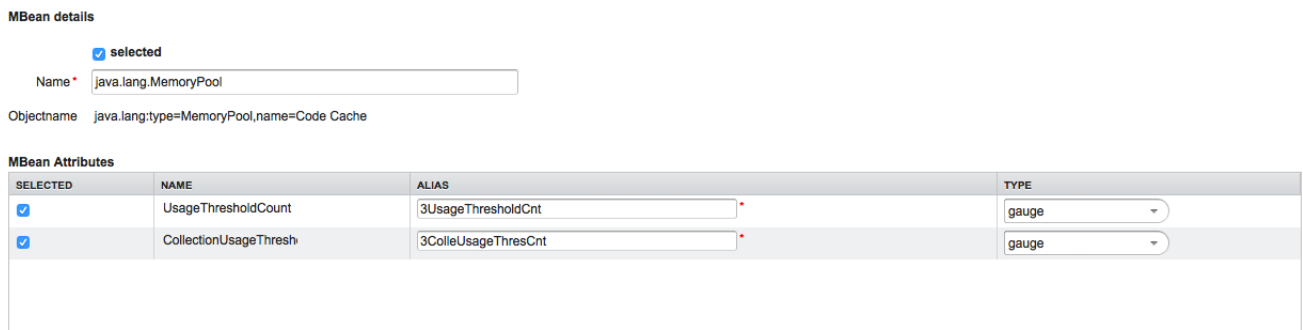 MBean details
selected
Name* java.lang.MemoryPool
Objectname java.lang:type=MemoryPool,name=Code Cache
MBean Attributes
SELECTED NAME ALIAS TYPE
UsageThresholdCount 3UsageThresholdCnt * gauge
CollectionUsageThresh 3ColleUsageThresCnt * gauge